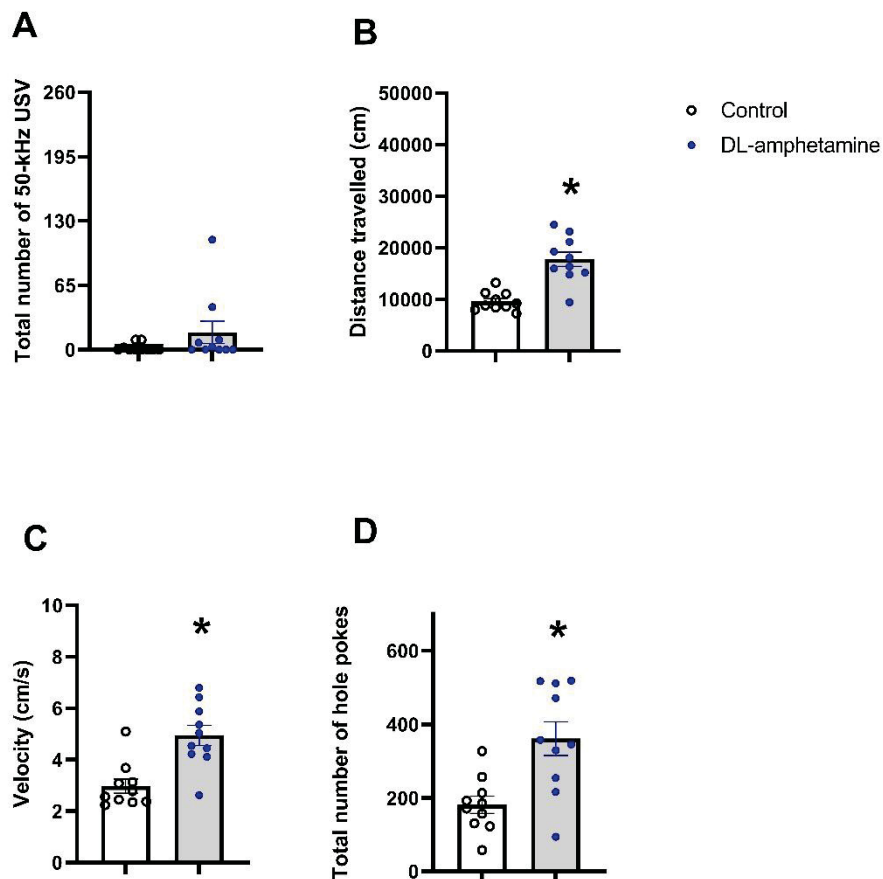 A
Total number of 50-kHz USV
260
195
130
65
0
B
Distance travelled (cm)
50000
40000
30000
20000
10000
0
*
Control
DL-amphetamine
C
Velocity (cm/s)
10
8
6
4
2
0
*
D
Total number of hole pokes
600
400
200
0
*